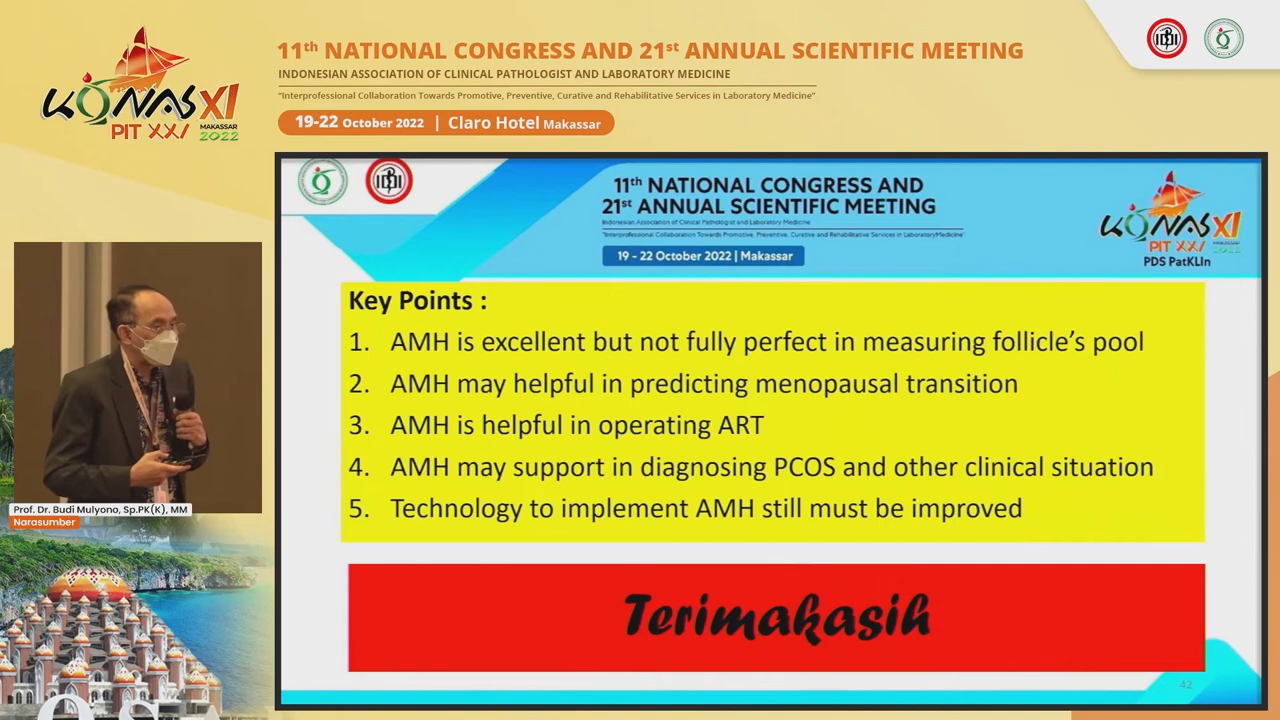 11th NATIONAL CONGRESS AND 21st ANNUAL SCIENTIFIC MEETING
INDONESIAN ASSOCIATION OF CLINICAL PATHOLOGIST AND LABORATORY MEDICINE
"Interprofessional Collaboration Towards Promotive, Preventive, Curative and Rehabilitative Services in Laboratory Medicine"
19-22 October 2022 | Claro Hotel Makassar
KONAS XI
PIT XXI MAKASSAR 2022
11th NATIONAL CONGRESS AND
21st ANNUAL SCIENTIFIC MEETING
Indonesian Association of Clinical Pathologist and Laboratory Medicine
"Interprofessional Collaboration Towards Promotive, Preventive, Curative and Rehabilitative Services in LaboratoryMedicine"
19 - 22 October 2022 | Makassar
KONAS XI
PIT XXI MAKASSAR 2022
PDS PatKLIn
Key Points :
1. AMH is excellent but not fully perfect in measuring follicle's pool
2. AMH may helpful in predicting menopausal transition
3. AMH is helpful in operating ART
4. AMH may support in diagnosing PCOS and other clinical situation
5. Technology to implement AMH still must be improved
Terimakasih
42
Prof. Dr. Budi Mulyono, Sp.PK(K), MM
Narasumber